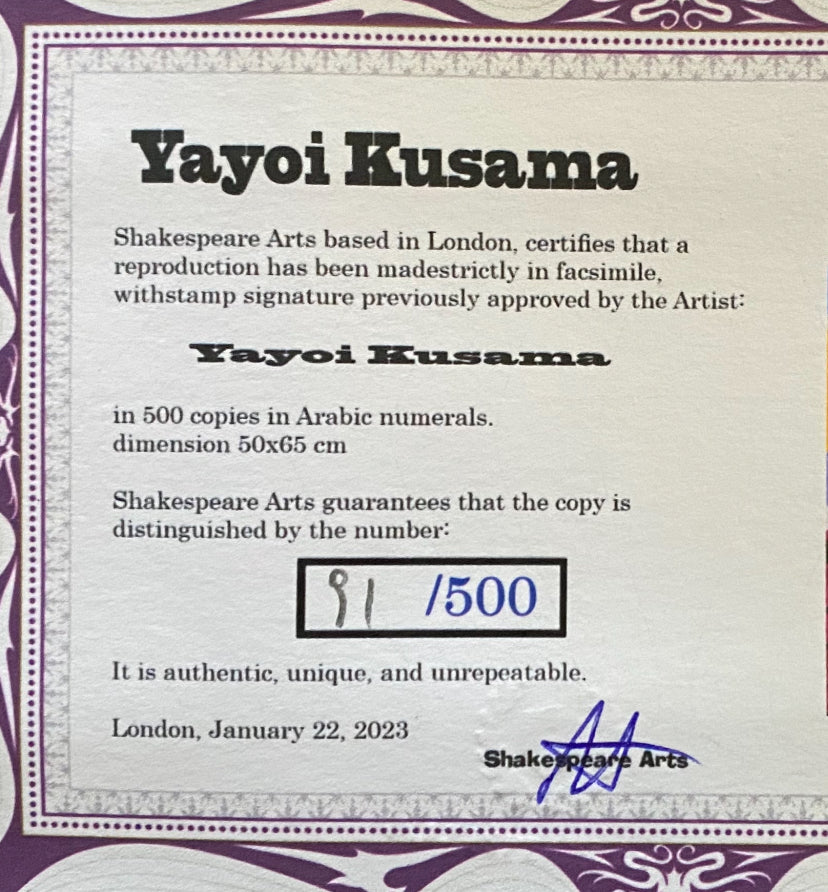 Yayoi Kusama
Shakespeare Arts based in London, certifies that a
reproduction has been madestrictly in facsimile,
withstamp signature previously approved by the Artist:
Yayoi Kusama
in 500 copies in Arabic numerals.
dimension 50x65 cm
Shakespeare Arts guarantees that the copy is
distinguished by the number:
91 /500
It is authentic, unique, and unrepeatable.
London, January 22, 2023
Shakespeare Arts